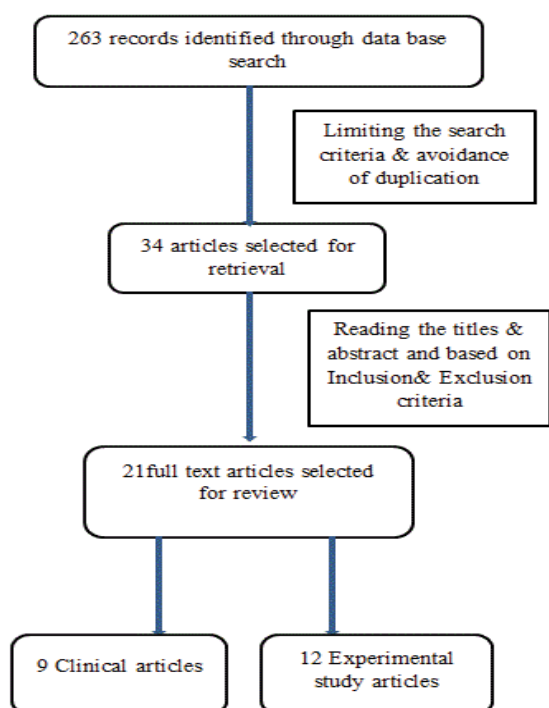 263 records identified through data base
search
Limiting the search
criteria & avoidance
of duplication
34 articles selected for
retrieval
Reading the titles &
abstract and based on
Inclusion& Exclusion
criteria
21full text articles selected
for review
9 Clinical articles
12 Experimental
study articles